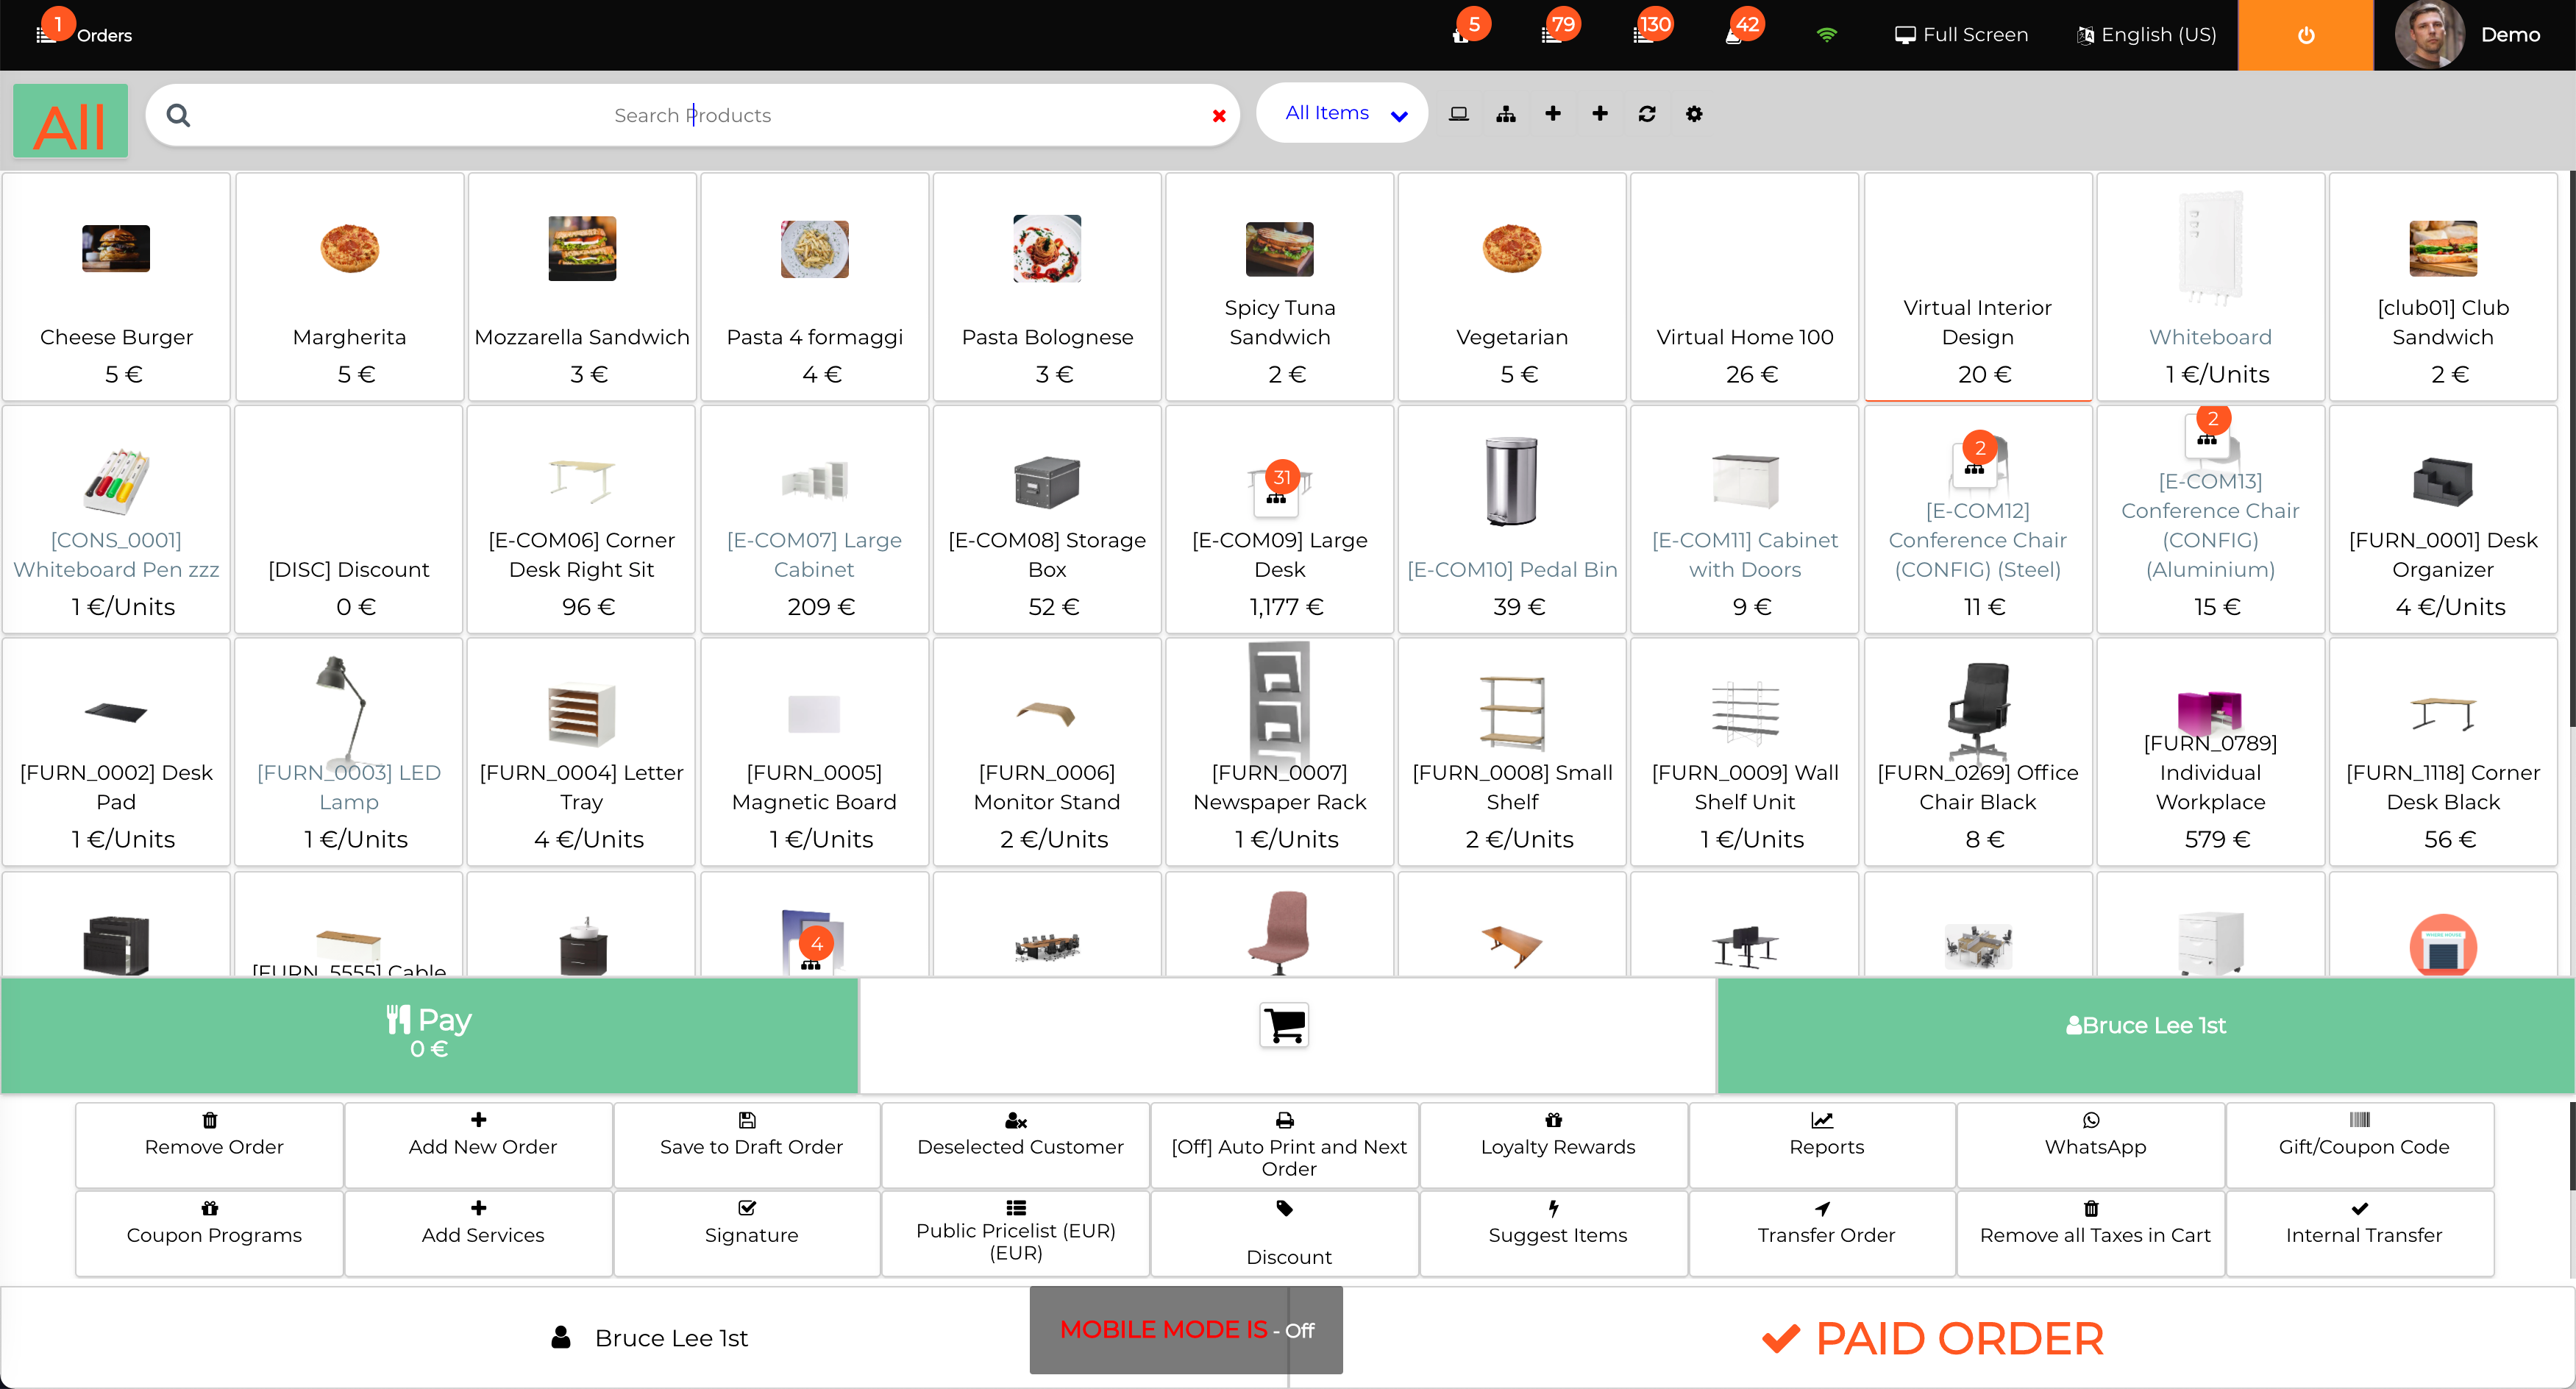 1
Orders
5
79
130
42
Full Screen
English (US)
Demo
All
Search Products
All Items
Cheese Burger
5 €
Margherita
5 €
Mozzarella Sandwich
3 €
Pasta 4 formaggi
4 €
Pasta Bolognese
3 €
Spicy Tuna
Sandwich
2 €
Vegetarian
5 €
Virtual Home 100
26 €
Virtual Interior
Design
20 €
Whiteboard
1 €/Units
[club01] Club
Sandwich
2 €
[CONS_0001]
Whiteboard Pen zzz
1 €/Units
[DISC] Discount
0 €
[E-COM06] Corner
Desk Right Sit
96 €
[E-COM07] Large
Cabinet
209 €
[E-COM08] Storage
Box
52 €
31
[E-COM09] Large
Desk
1,177 €
[E-COM10] Pedal Bin
39 €
[E-COM11] Cabinet
with Doors
9 €
2
[E-COM12]
Conference Chair
(CONFIG) (Steel)
11 €
2
[E-COM13]
Conference Chair
(CONFIG)
(Aluminium)
15 €
[FURN_0001] Desk
Organizer
4 €/Units
[FURN_0002] Desk
Pad
1 €/Units
[FURN_0003] LED
Lamp
1 €/Units
[FURN_0004] Letter
Tray
4 €/Units
[FURN_0005]
Magnetic Board
1 €/Units
[FURN_0006]
Monitor Stand
2 €/Units
[FURN_0007]
Newspaper Rack
1 €/Units
[FURN_0008] Small
Shelf
2 €/Units
[FURN_0009] Wall
Shelf Unit
1 €/Units
[FURN_0269] Office
Chair Black
8 €
[FURN_0789]
Individual
Workplace
579 €
[FURN_1118] Corner
Desk Black
56 €
[FURN_5555] Cable
4
Pay
0 €
Bruce Lee 1st
Remove Order
Add New Order
Save to Draft Order
Deselected Customer
[Off] Auto Print and Next
Order
Loyalty Rewards
Reports
WhatsApp
Gift/Coupon Code
Coupon Programs
Add Services
Signature
Public Pricelist (EUR)
(EUR)
Discount
Suggest Items
Transfer Order
Remove all Taxes in Cart
Internal Transfer
Bruce Lee 1st
MOBILE MODE IS - Off
PAID ORDER